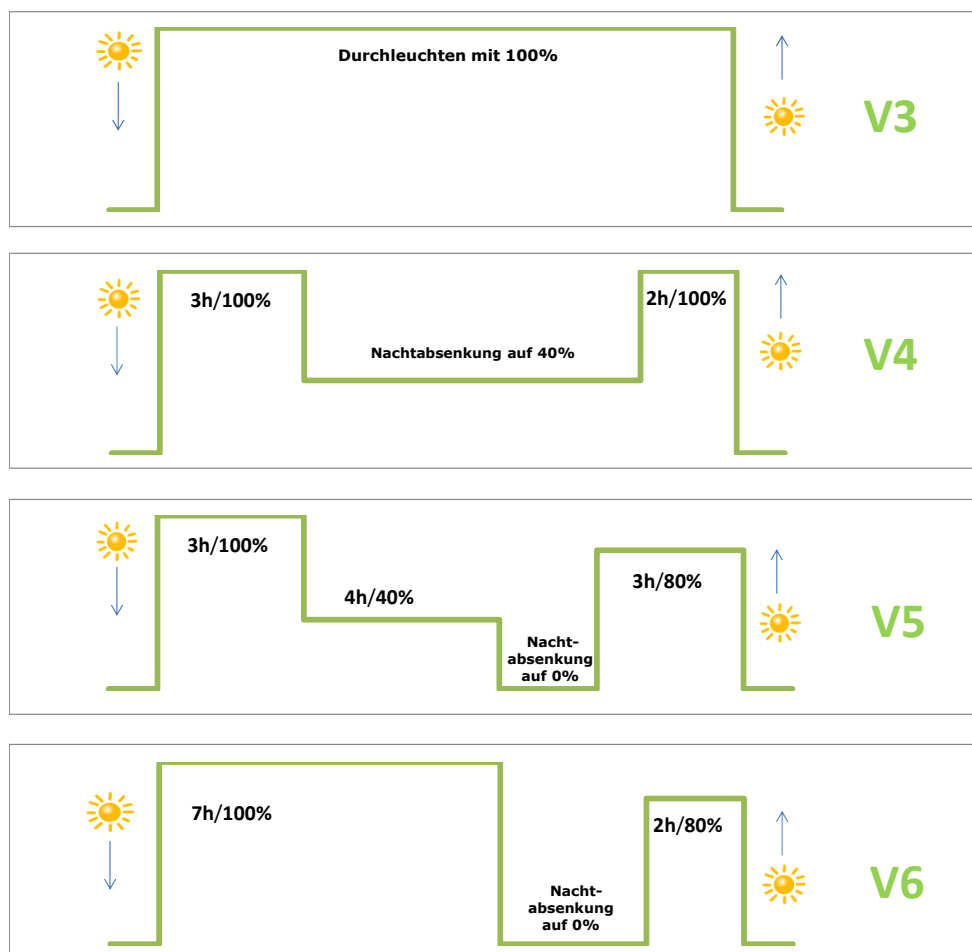 Durchleuchten mit 100%
V3
3h/100%
2h/100%
Nachtabsenkung auf 40%
V4
3h/100%
4h/40%
3h/80%
Nacht-
absenkung
auf 0%
V5
7h/100%
2h/80%
Nacht-
absenkung
auf 0%
V6